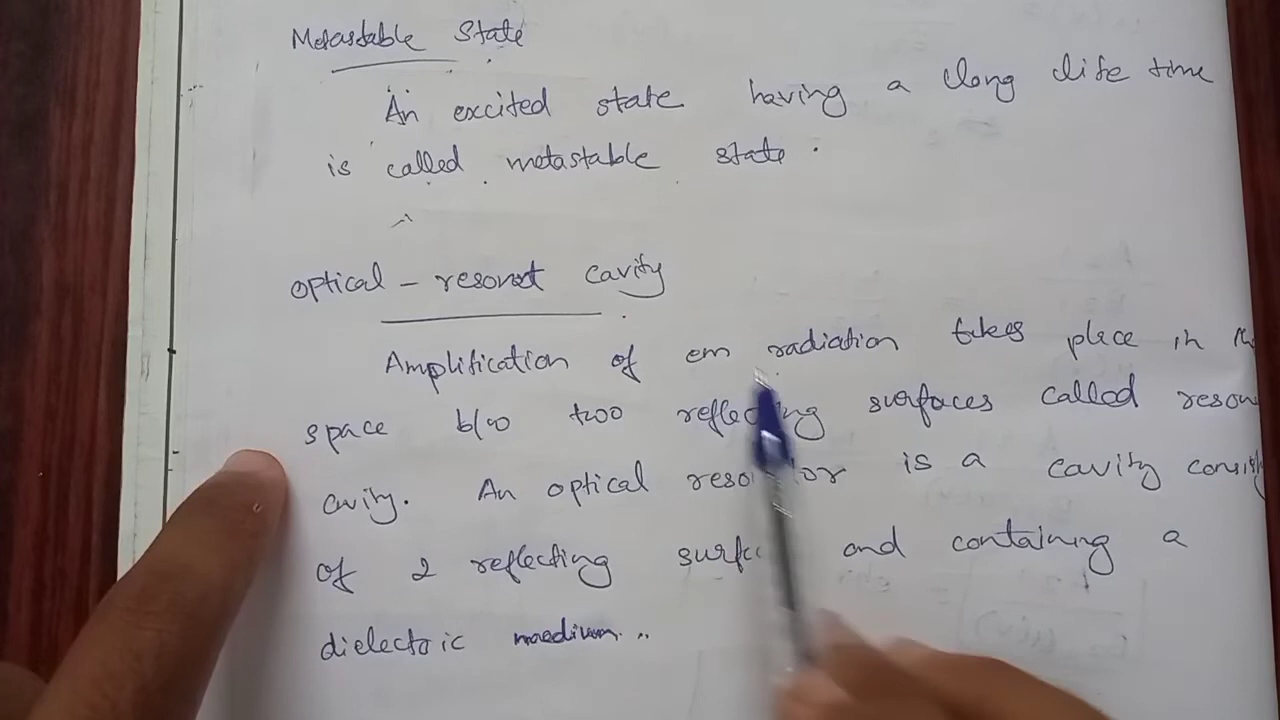 Metastable State
An excited state having a long life time
is called metastable state.
optical - resonant cavity
Amplification of em radiation takes place in
space b/w two reflecting surfaces called
cavity. An optical is a cavity
of 2 reflecting and containing a
dielectric medium..